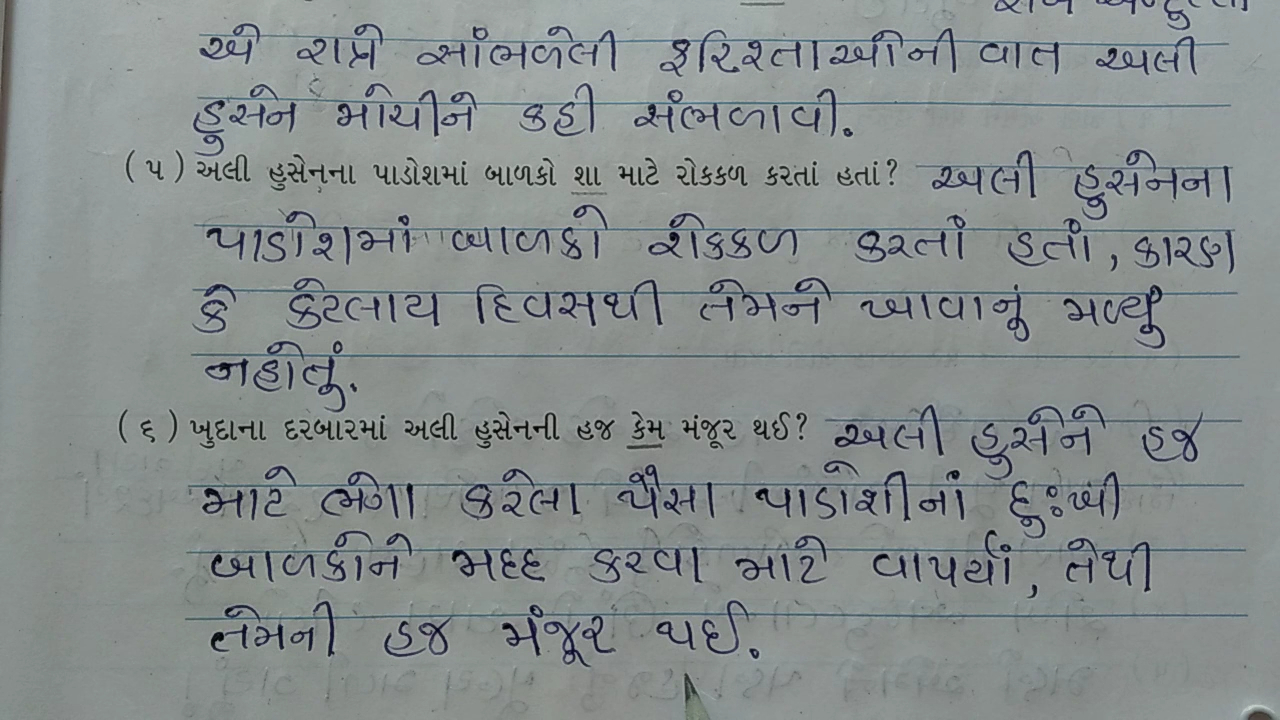 એ રાત્રે સાંભળેલી ફરિશ્તાઓની વાત અલી
હુસેન મોચીને કહી સંભળાવી.
(૫) અલી હુસેનના પાડોશમાં બાળકો શા માટે રોકકળ કરતાં હતાં? અલી હુસેનના
પાડોશમાં બાળકો રોકકળ કરતાં હતાં, કારણ
કે કેટલાય દિવસથી તેમને ખાવાનું મળ્યું
નહોતું.
(૬) ખુદાના દરબારમાં અલી હુસેનની હજ કેમ મંજૂર થઈ? અલી હુસેને હજ
માટે ભેગા કરેલા પૈસા પાડોશીનાં દુઃખી
બાળકોને મદદ કરવા માટે વાપર્યાં, તેથી
તેમની હજ મંજૂર થઈ.